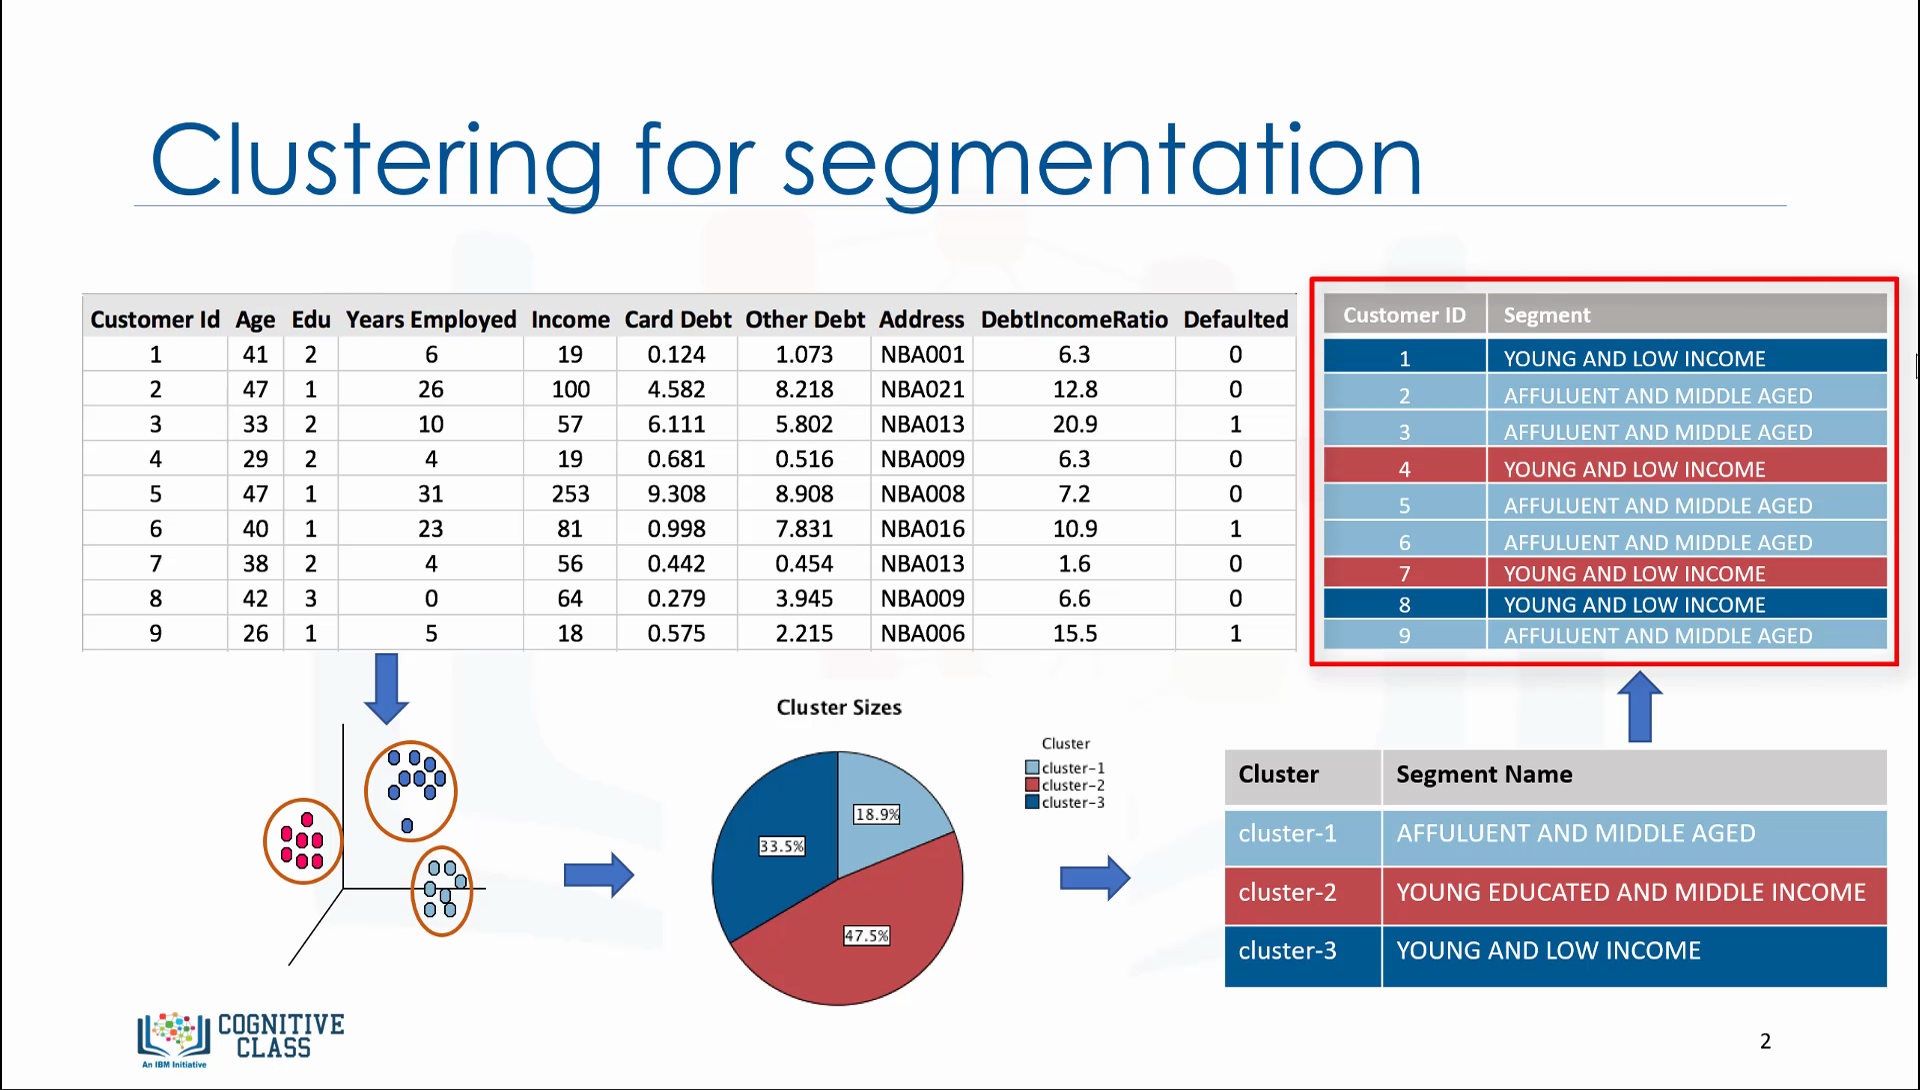 Clustering for segmentation
Customer Id Age Edu Years Employed Income Card Debt Other Debt Address DebtIncomeRatio Defaulted
1 41 2 6 19 0.124 1.073 NBA001 6.3 0
2 47 1 26 100 4.582 8.218 NBA021 12.8 0
3 33 2 10 57 6.111 5.802 NBA013 20.9 1
4 29 2 4 19 0.681 0.516 NBA009 6.3 0
5 47 1 31 253 9.308 8.908 NBA008 7.2 0
6 40 1 23 81 0.998 7.831 NBA016 10.9 1
7 38 2 4 56 0.442 0.454 NBA013 1.6 0
8 42 3 0 64 0.279 3.945 NBA009 6.6 0
9 26 1 5 18 0.575 2.215 NBA006 15.5 1
Customer ID Segment
1 YOUNG AND LOW INCOME
2 AFFULUENT AND MIDDLE AGED
3 AFFULUENT AND MIDDLE AGED
4 YOUNG AND LOW INCOME
5 AFFULUENT AND MIDDLE AGED
6 AFFULUENT AND MIDDLE AGED
7 YOUNG AND LOW INCOME
8 YOUNG AND LOW INCOME
9 AFFULUENT AND MIDDLE AGED
Cluster Sizes
18.9%
33.5%
47.5%
Cluster
cluster-1
cluster-2
cluster-3
Cluster Segment Name
cluster-1 AFFULUENT AND MIDDLE AGED
cluster-2 YOUNG EDUCATED AND MIDDLE INCOME
cluster-3 YOUNG AND LOW INCOME
COGNITIVE
CLASS
An IBM Initiative
2